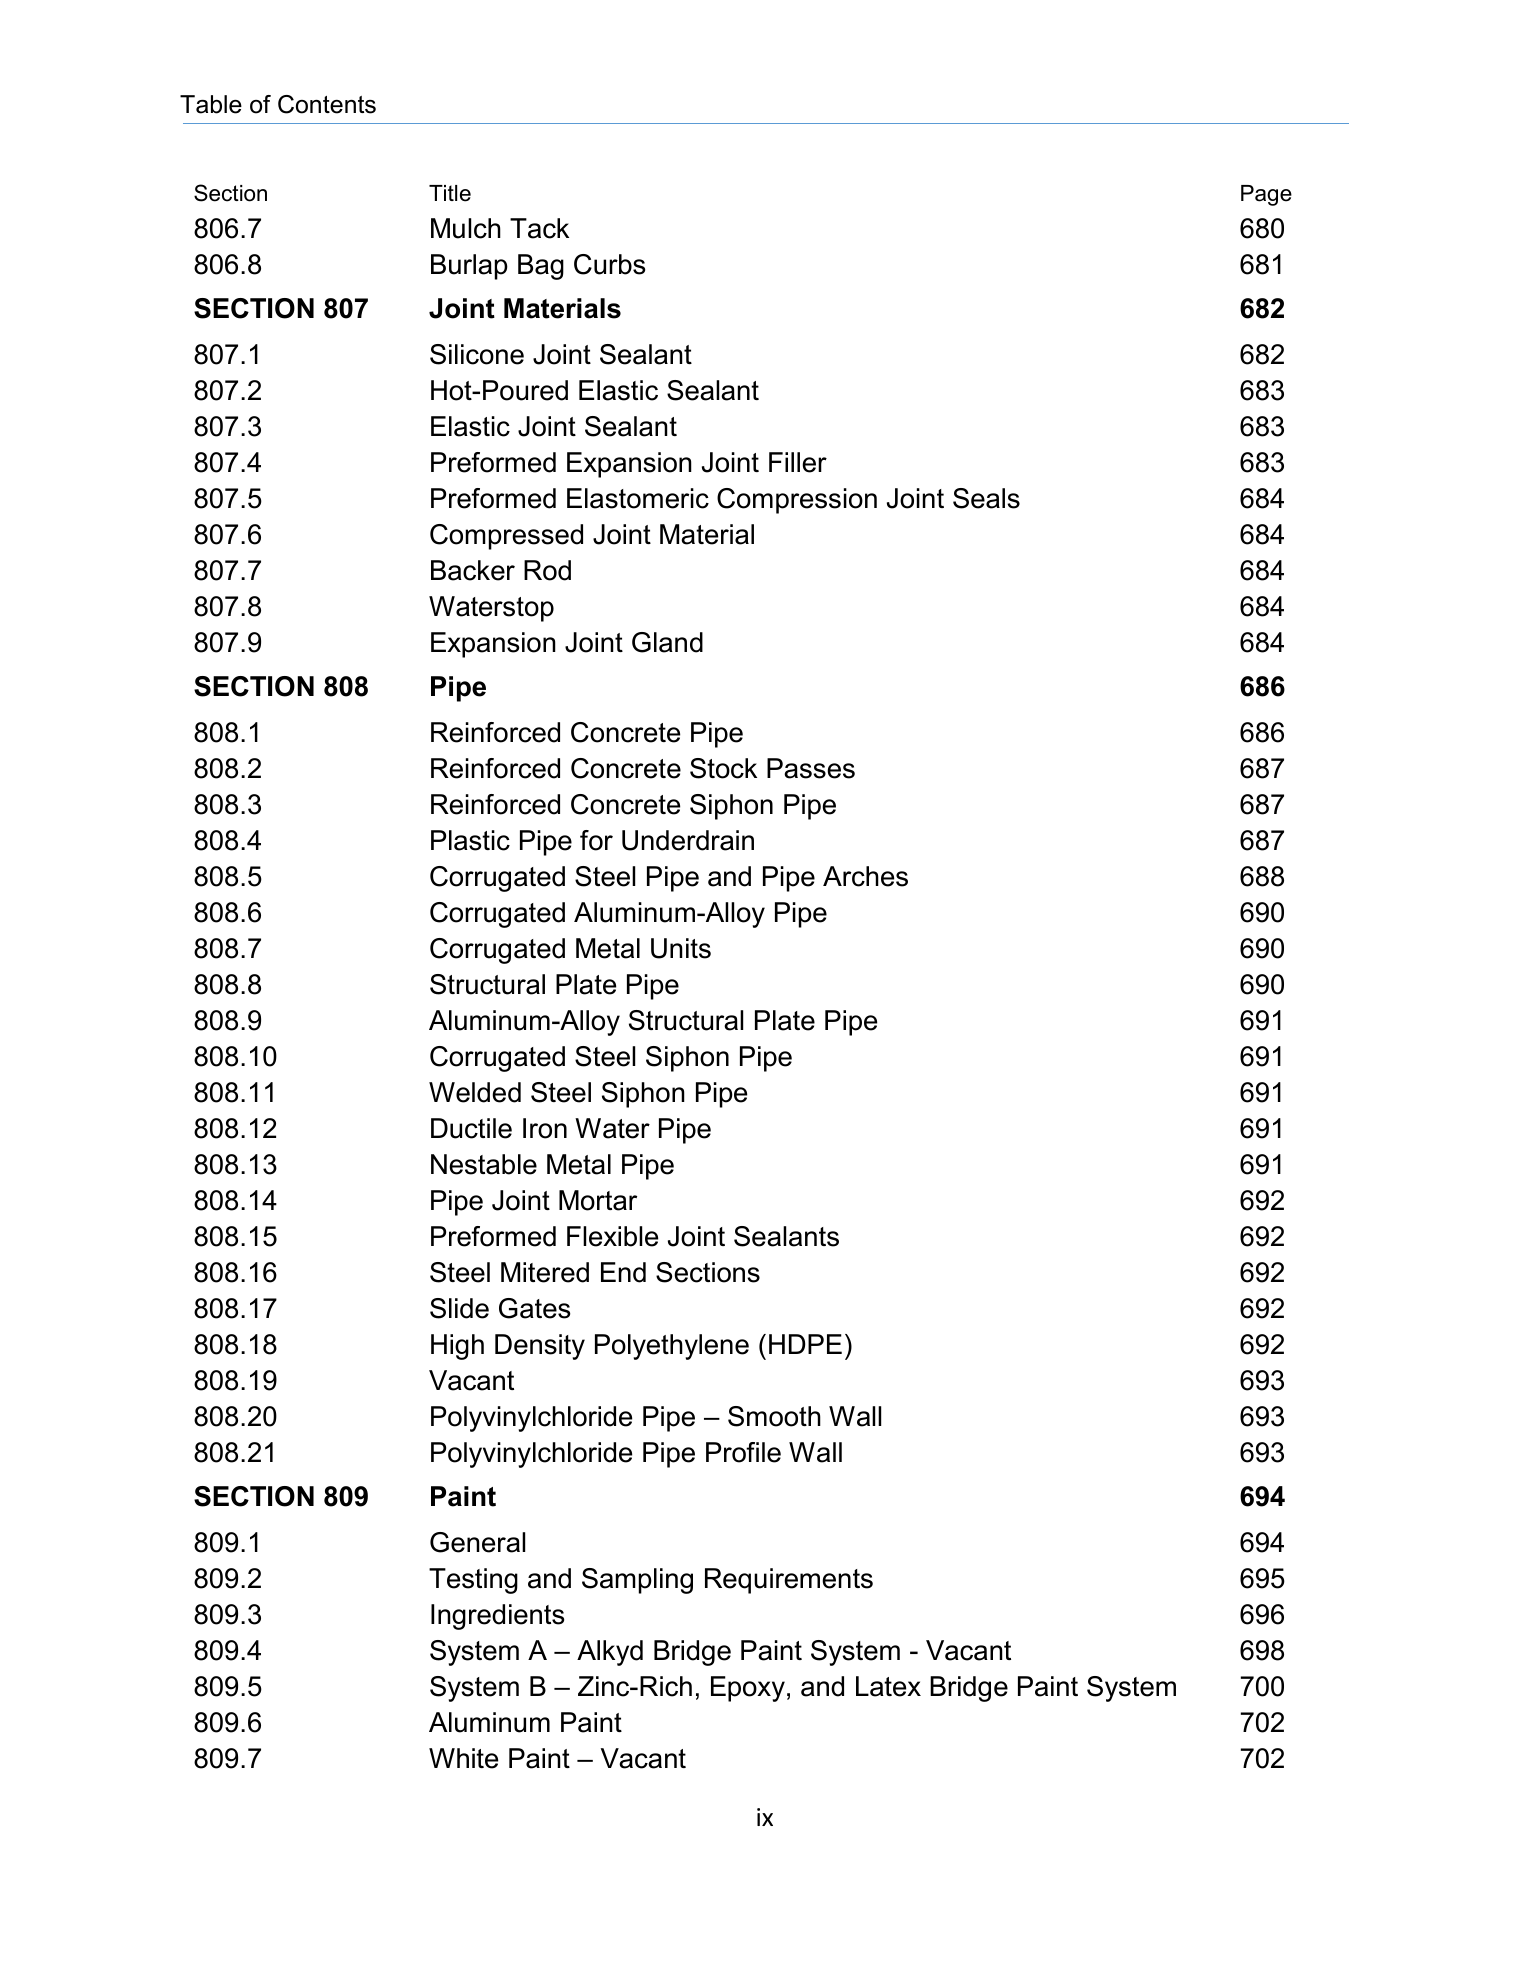 Table of Contents
Section Title Page
806.7 Mulch Tack 680
806.8 Burlap Bag Curbs 681
SECTION 807 Joint Materials 682
807.1 Silicone Joint Sealant 682
807.2 Hot-Poured Elastic Sealant 683
807.3 Elastic Joint Sealant 683
807.4 Preformed Expansion Joint Filler 683
807.5 Preformed Elastomeric Compression Joint Seals 684
807.6 Compressed Joint Material 684
807.7 Backer Rod 684
807.8 Waterstop 684
807.9 Expansion Joint Gland 684
SECTION 808 Pipe 686
808.1 Reinforced Concrete Pipe 686
808.2 Reinforced Concrete Stock Passes 687
808.3 Reinforced Concrete Siphon Pipe 687
808.4 Plastic Pipe for Underdrain 687
808.5 Corrugated Steel Pipe and Pipe Arches 688
808.6 Corrugated Aluminum-Alloy Pipe 690
808.7 Corrugated Metal Units 690
808.8 Structural Plate Pipe 690
808.9 Aluminum-Alloy Structural Plate Pipe 691
808.10 Corrugated Steel Siphon Pipe 691
808.11 Welded Steel Siphon Pipe 691
808.12 Ductile Iron Water Pipe 691
808.13 Nestable Metal Pipe 691
808.14 Pipe Joint Mortar 692
808.15 Preformed Flexible Joint Sealants 692
808.16 Steel Mitered End Sections 692
808.17 Slide Gates 692
808.18 High Density Polyethylene (HDPE) 692
808.19 Vacant 693
808.20 Polyvinylchloride Pipe – Smooth Wall 693
808.21 Polyvinylchloride Pipe Profile Wall 693
SECTION 809 Paint 694
809.1 General 694
809.2 Testing and Sampling Requirements 695
809.3 Ingredients 696
809.4 System A – Alkyd Bridge Paint System - Vacant 698
809.5 System B – Zinc-Rich, Epoxy, and Latex Bridge Paint System 700
809.6 Aluminum Paint 702
809.7 White Paint – Vacant 702
ix